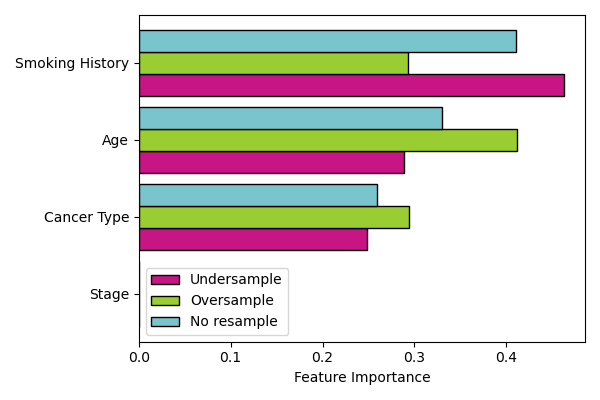 Smoking History
Age
Cancer Type
Stage
Undersample
Oversample
No resample
0.0 0.1 0.2 0.3 0.4
Feature Importance